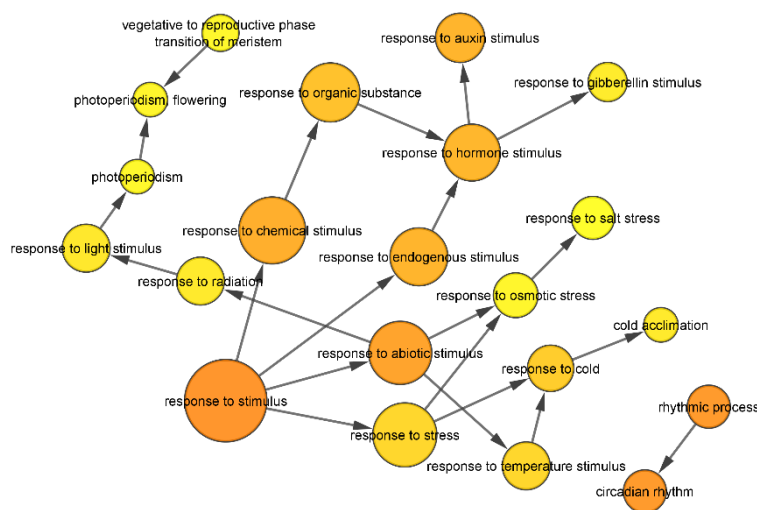 vegetative to reproductive phase
transition of meristem
response to auxin stimulus
response to gibberellin stimulus
response to organic substance
photoperiodism, flowering
response to hormone stimulus
photoperiodism
response to salt stress
response to chemical stimulus
response to light stimulus
response to endogenous stimulus
response to radiation
response to osmotic stress
cold acclimation
response to abiotic stimulus
response to cold
response to stimulus
rhythmic process
response to stress
response to temperature stimulus
circadian rhythm